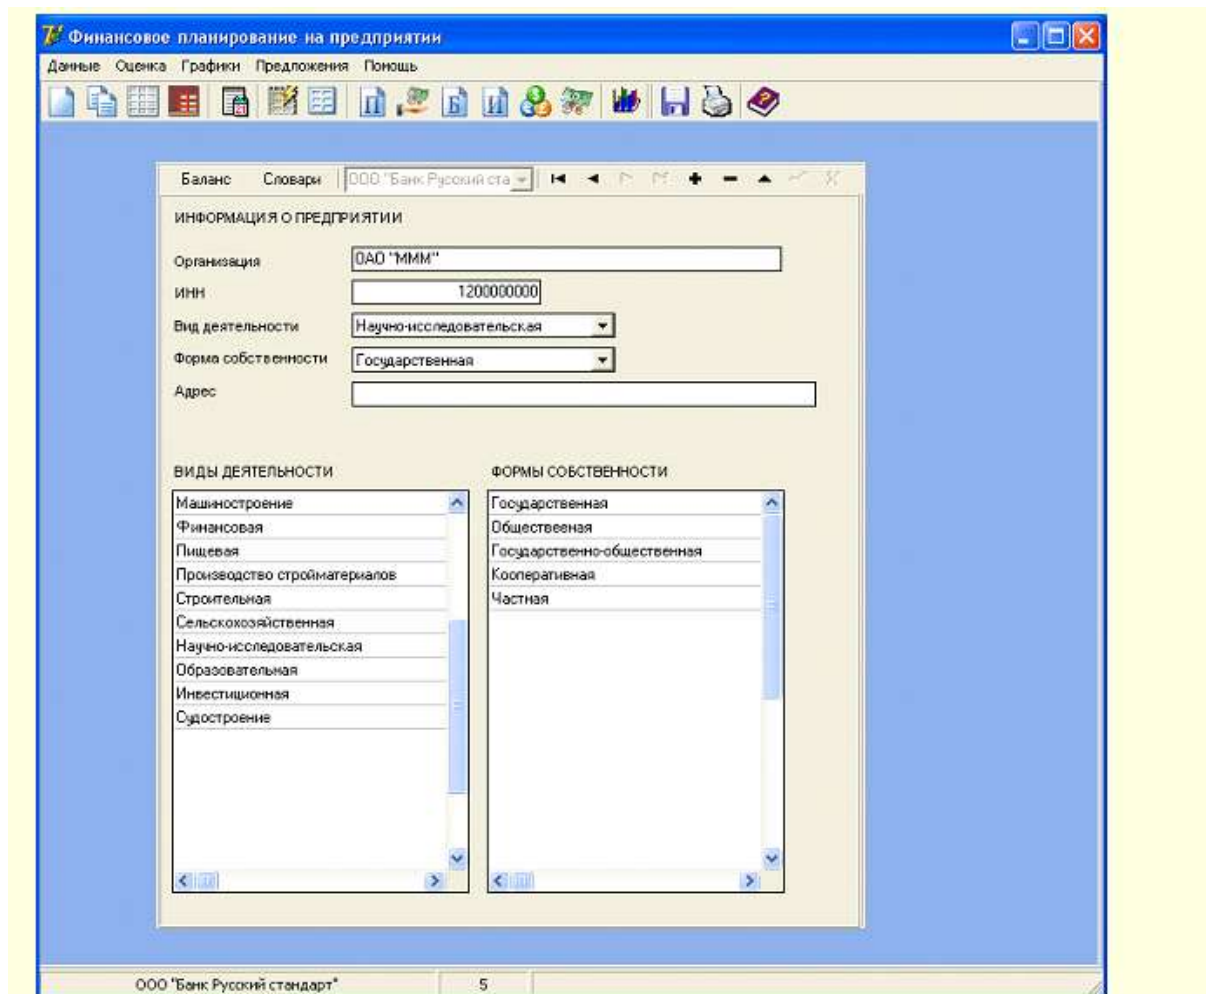 Финансовое планирование на предприятии
Данные Оценка Графики Предложения Помощь
П Б И
Баланс Словари ООО "Банк Русский ста
ИНФОРМАЦИЯ О ПРЕДПРИЯТИИ
Организация ОАО "МММ"
ИНН 1200000000
Вид деятельности Научно-исследовательская
Форма собственности Государственная
Адрес
ВИДЫ ДЕЯТЕЛЬНОСТИ ФОРМЫ СОБСТВЕННОСТИ
Машиностроение Государственная
Финансовая Обществееная
Пищевая Государственно-общественная
Производство стройматериалов Кооперативная
Строительная Частная
Сельскохозяйственная
Научно-исследовательская
Образовательная
Инвестиционная
Судостроение
ООО "Банк Русский стандарт" 5